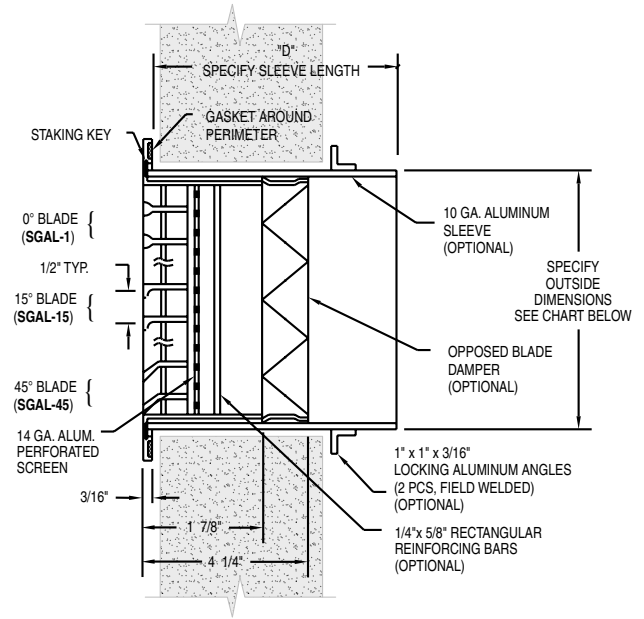 "D"
SPECIFY SLEEVE LENGTH
GASKET AROUND
PERIMETER
STAKING KEY
0° BLADE
(SGAL-1)
1/2" TYP.
15° BLADE
(SGAL-15)
45° BLADE
(SGAL-45)
14 GA. ALUM.
PERFORATED
SCREEN
3/16"
1 7/8"
4 1/4"
10 GA. ALUMINUM
SLEEVE
(OPTIONAL)
SPECIFY
OUTSIDE
DIMENSIONS
SEE CHART BELOW
OPPOSED BLADE
DAMPER
(OPTIONAL)
1" x 1" x 3/16"
LOCKING ALUMINUM ANGLES
(2 PCS, FIELD WELDED)
(OPTIONAL)
1/4"x 5/8" RECTANGULAR
REINFORCING BARS
(OPTIONAL)